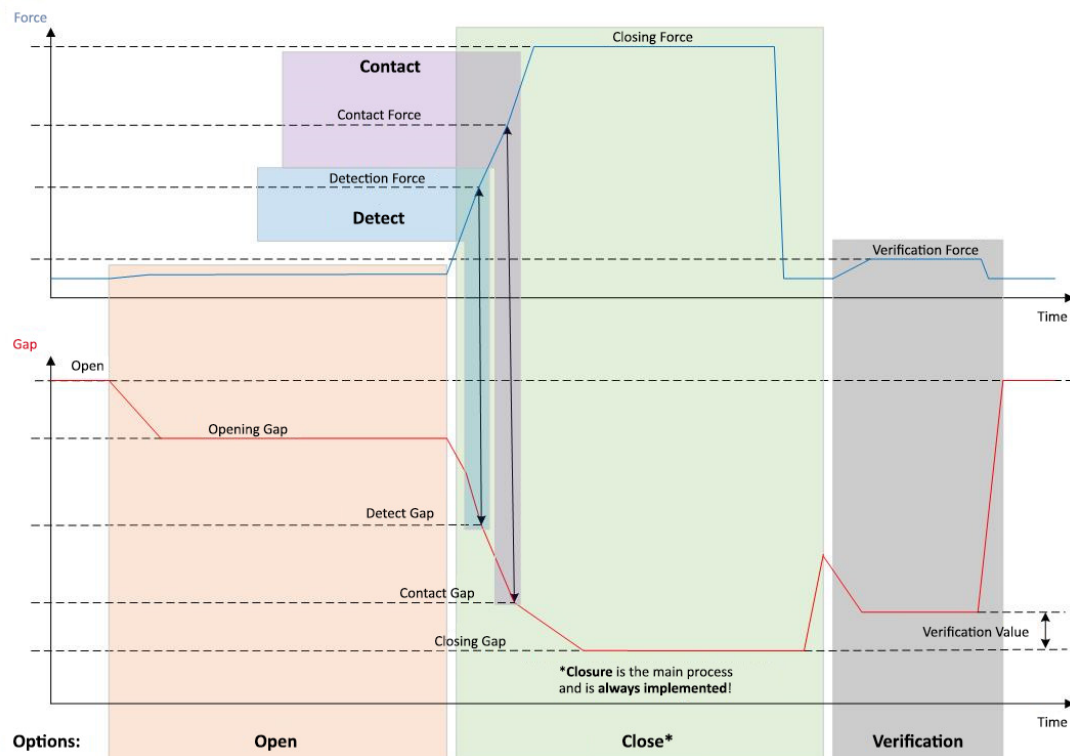 Force
Closing Force
Contact
Contact Force
Detection Force
Detect
Verification Force
Time
Gap
Open
Opening Gap
Detect Gap
Contact Gap
Verification Value
Closing Gap
*Closure is the main process
and is always implemented!
Time
Options:
Open
Close*
Verification